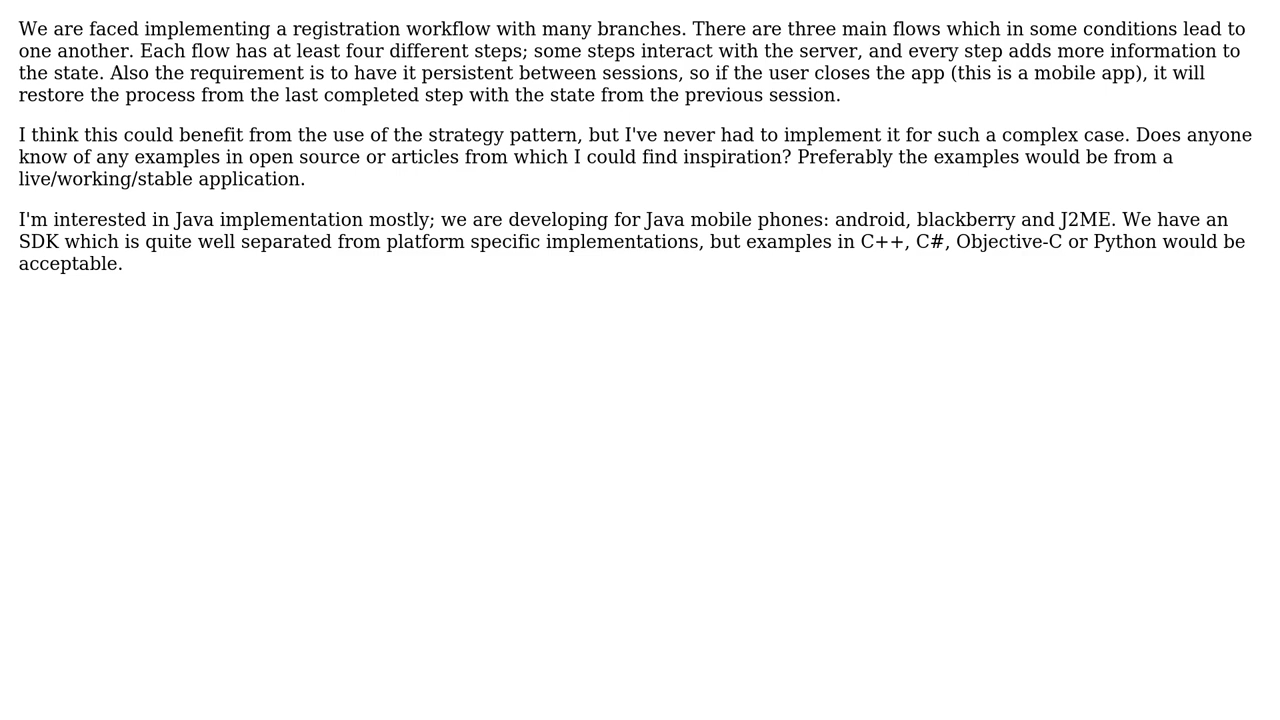 We are faced implementing a registration workflow with many branches. There are three main flows which in some conditions lead to
one another. Each flow has at least four different steps; some steps interact with the server, and every step adds more information to
the state. Also the requirement is to have it persistent between sessions, so if the user closes the app (this is a mobile app), it will
restore the process from the last completed step with the state from the previous session.
I think this could benefit from the use of the strategy pattern, but I've never had to implement it for such a complex case. Does anyone
know of any examples in open source or articles from which I could find inspiration? Preferably the examples would be from a
live/working/stable application.
I'm interested in Java implementation mostly; we are developing for Java mobile phones: android, blackberry and J2ME. We have an
SDK which is quite well separated from platform specific implementations, but examples in C++, C#, Objective-C or Python would be
acceptable.